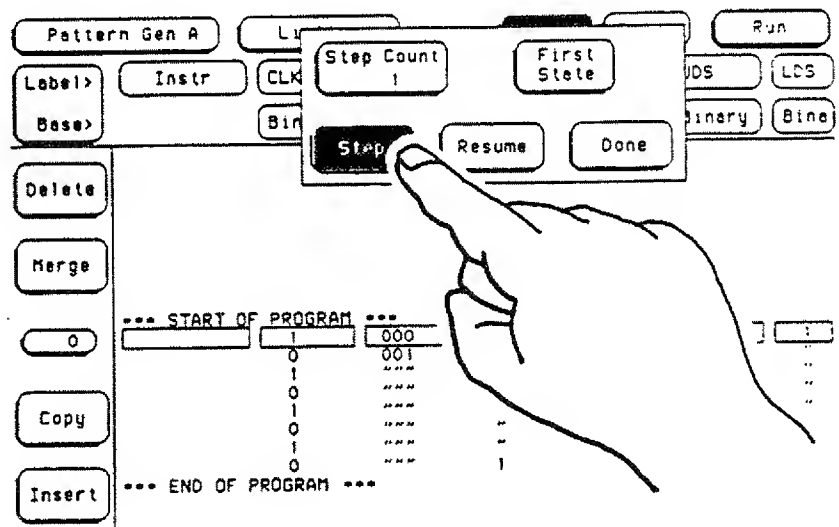 Pattern Gen A
Run
Label>
Instr
CLK
Step Count
1
First
State
UDS
LDS
Base>
Bin
Binary
Bina
Step
Resume
Done
Delete
Merge
*** START OF PROGRAM ***
0
1 000 1
0 001 "
1 """ "
0 """ "
1 """
0 """ "
1 """ "
0 """ 1
Copy
Insert
*** END OF PROGRAM ***